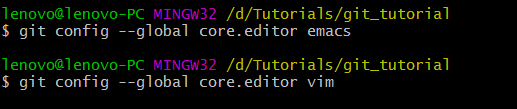 lenovo@lenovo-PC MINGW32 /d/Tutorials/git_tutorial
$ git config --global core.editor emacs
lenovo@lenovo-PC MINGW32 /d/Tutorials/git_tutorial
$ git config --global core.editor vim